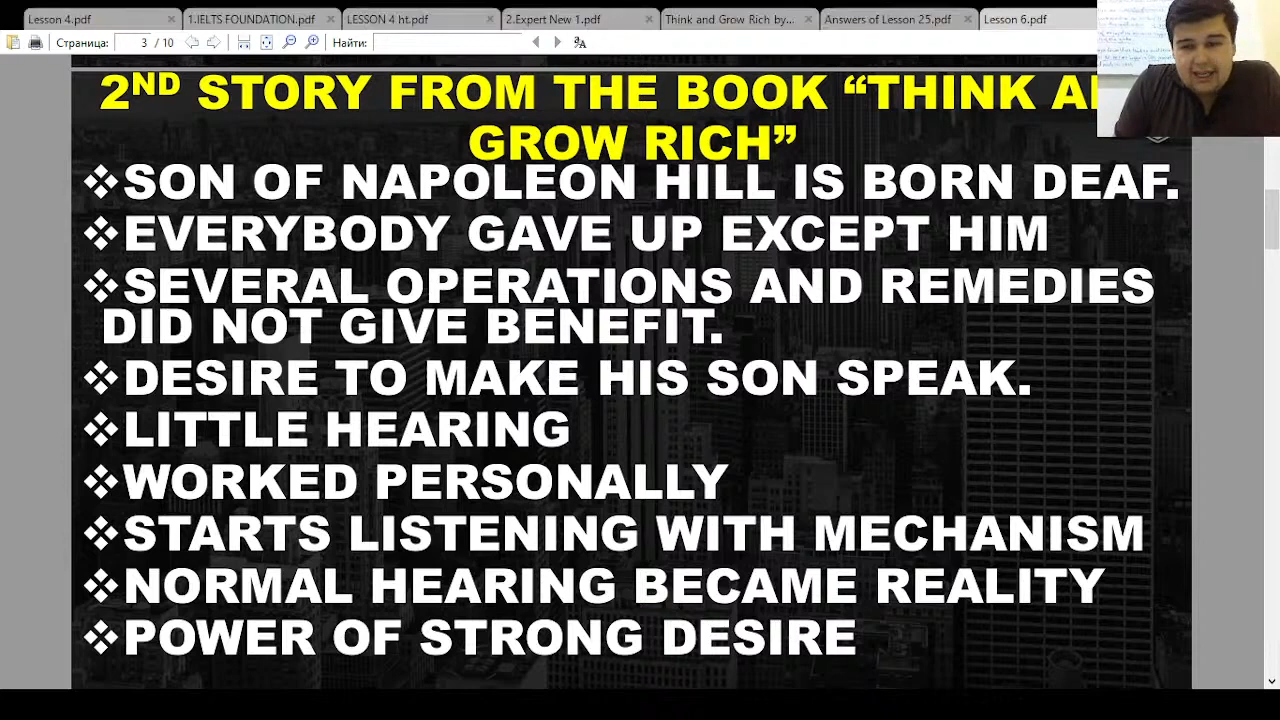 Lesson 4.pdf
1.IELTS FOUNDATION.pdf
LESSON 4 ht.pdf
2.Expert New 1.pdf
Think and Grow Rich by...
Answers of Lesson 25.pdf
Lesson 6.pdf
Страница: 3 / 10
Найти:
2ND STORY FROM THE BOOK “THINK
GROW RICH”
❖SON OF NAPOLEON HILL IS BORN DEAF.
❖EVERYBODY GAVE UP EXCEPT HIM
❖SEVERAL OPERATIONS AND REMEDIES
DID NOT GIVE BENEFIT.
❖DESIRE TO MAKE HIS SON SPEAK.
❖LITTLE HEARING
❖WORKED PERSONALLY
❖STARTS LISTENING WITH MECHANISM
❖NORMAL HEARING BECAME REALITY
❖POWER OF STRONG DESIRE